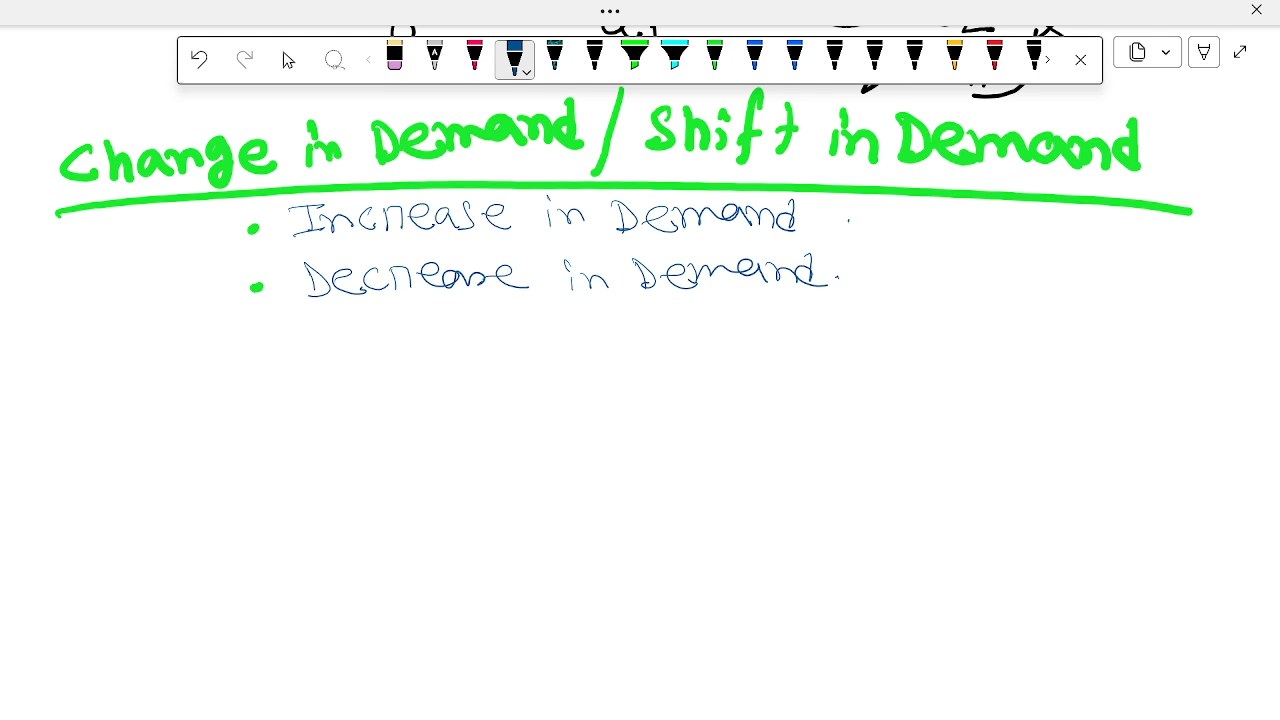 Change in Demand / Shift in Demand
• Increase in Demand .
• Decrease in Demand.